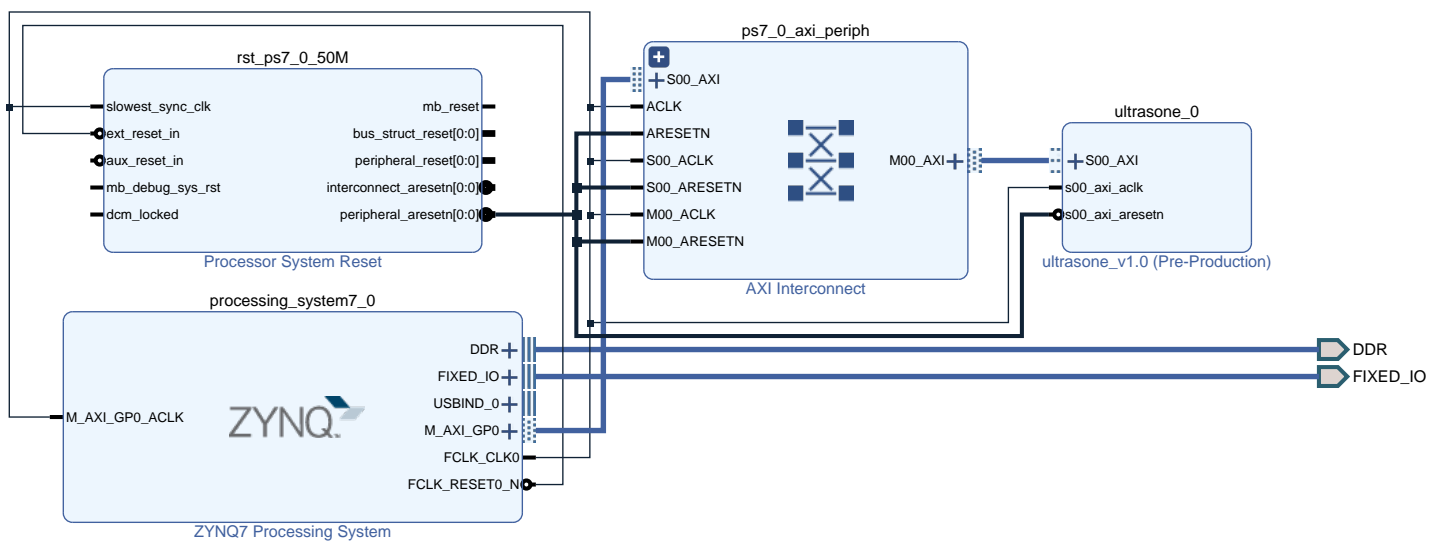 rst_ps7_0_50M
slowest_sync_clk
ext_reset_in
aux_reset_in
mb_debug_sys_rst
dcm_locked
mb_reset
bus_struct_reset[0:0]
peripheral_reset[0:0]
interconnect_aresetn[0:0]
peripheral_aresetn[0:0]
Processor System Reset
ps7_0_axi_periph
S00_AXI
ACLK
ARESETN
S00_ACLK
S00_ARESETN
M00_ACLK
M00_ARESETN
M00_AXI
AXI Interconnect
ultrasone_0
S00_AXI
s00_axi_aclk
s00_axi_aresetn
ultrasone_v1.0 (Pre-Production)
processing_system7_0
M_AXI_GP0_ACLK
ZYNQ
DDR
FIXED_IO
USBIND_0
M_AXI_GP0
FCLK_CLK0
FCLK_RESET0_N
ZYNQ7 Processing System
DDR
FIXED_IO